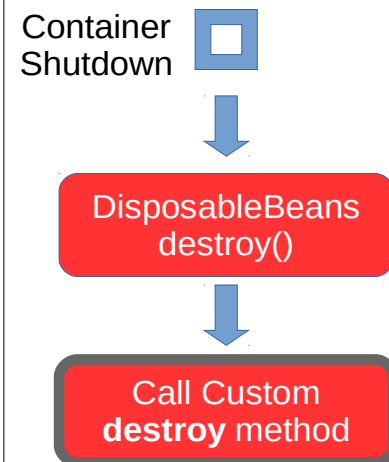 Container
Shutdown
DisposableBeans
destroy()
Call Custom
destroy method